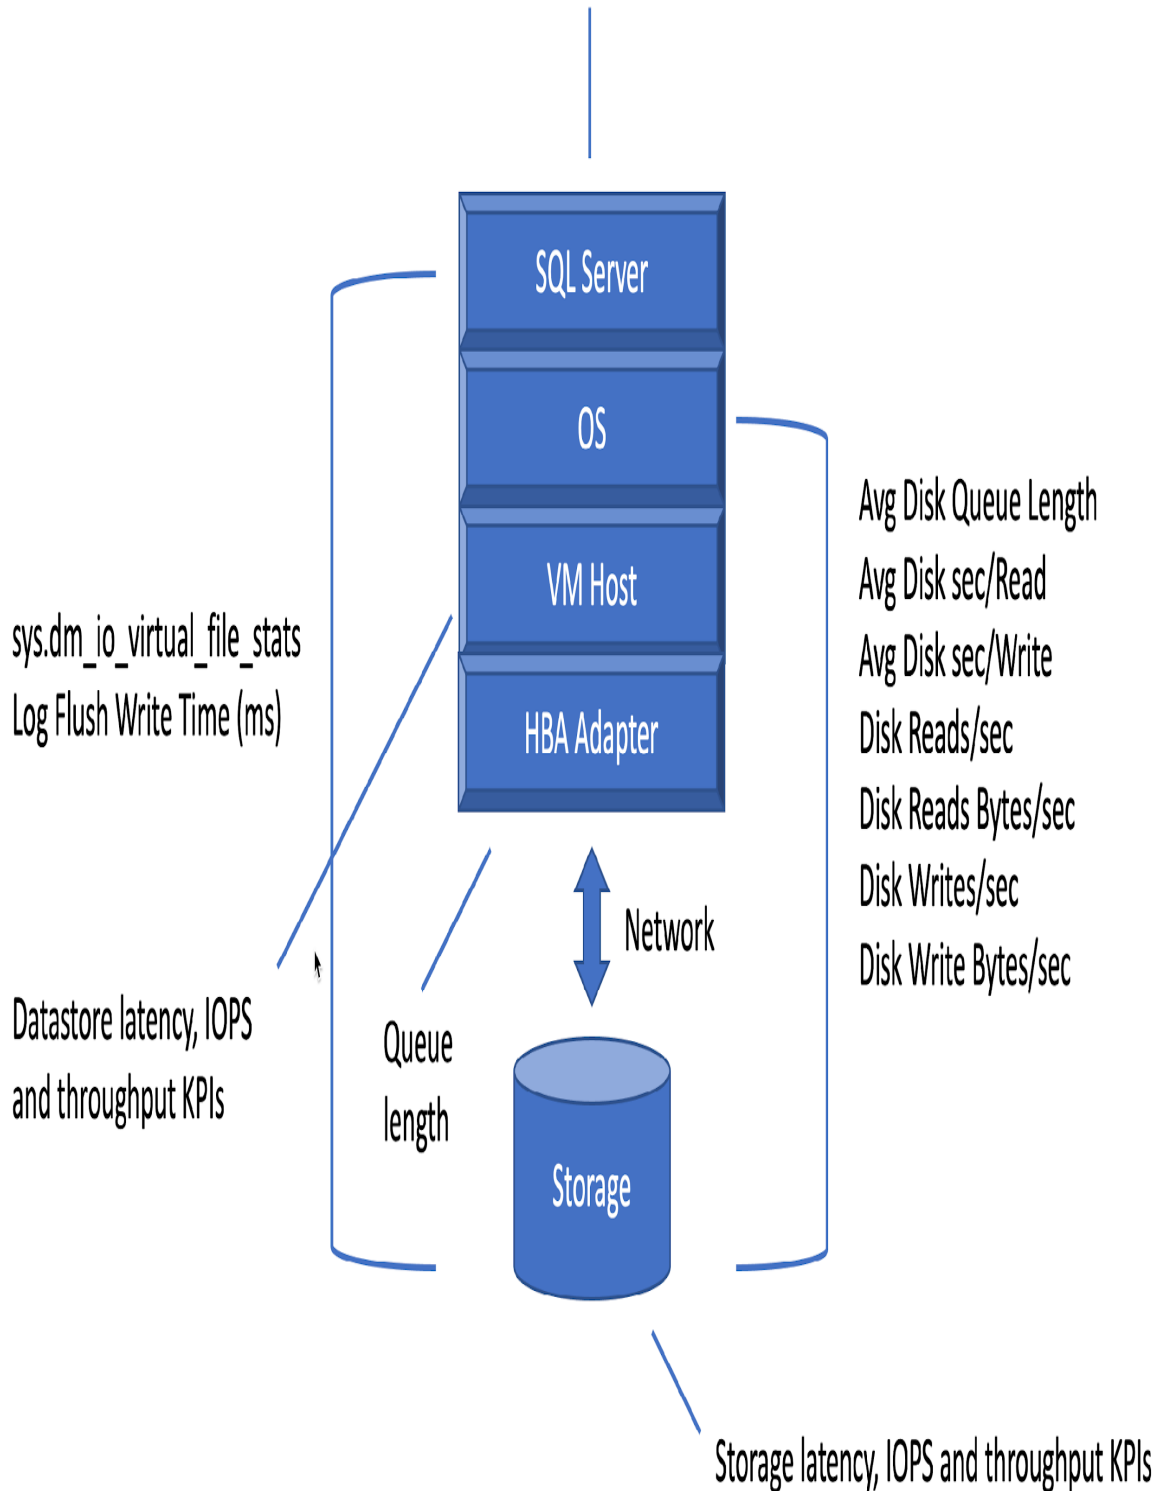 SQL Server
OS
VM Host
HBA Adapter
Network
Storage
sys.dm_io_virtual_file_stats
Log Flush Write Time (ms)
Datastore latency, IOPS
and throughput KPIs
Queue
length
Avg Disk Queue Length
Avg Disk sec/Read
Avg Disk sec/Write
Disk Reads/sec
Disk Reads Bytes/sec
Disk Writes/sec
Disk Write Bytes/sec
Storage latency, IOPS and throughput KPIs